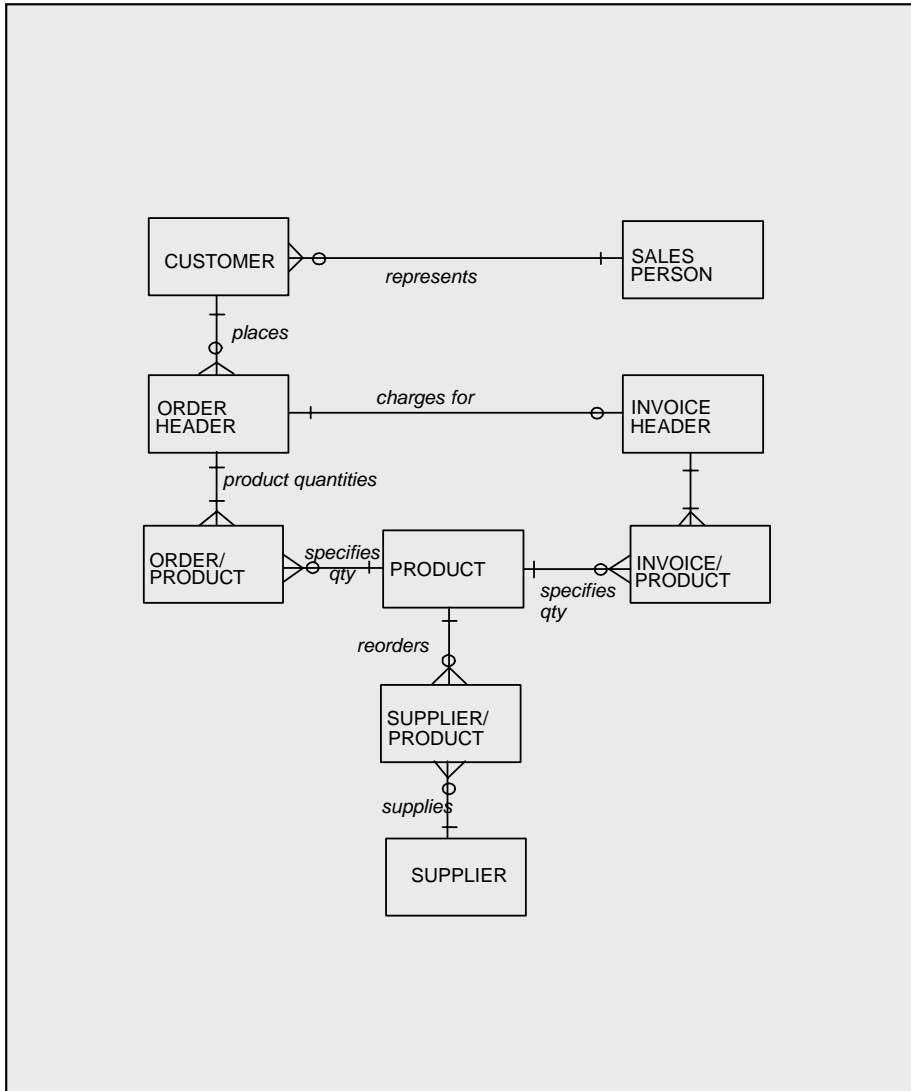 CUSTOMER
SALES
PERSON
represents
places
ORDER
HEADER
charges for
INVOICE
HEADER
product quantities
ORDER/
PRODUCT
specifies
qty
PRODUCT
specifies
qty
INVOICE/
PRODUCT
reorders
SUPPLIER/
PRODUCT
supplies
SUPPLIER